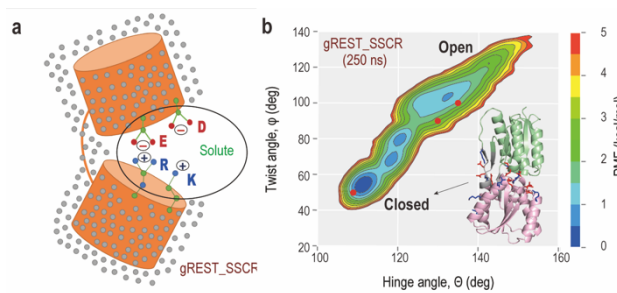 a
D
E
Solute
R
K
gREST_SSCR
b
gREST_SSCR
(250 ns)
Open
Closed
Twist angle, φ (deg)
140
120
100
80
60
40
20
100
120
140
160
Hinge angle, Θ (deg)
5
4
3
2
1
0